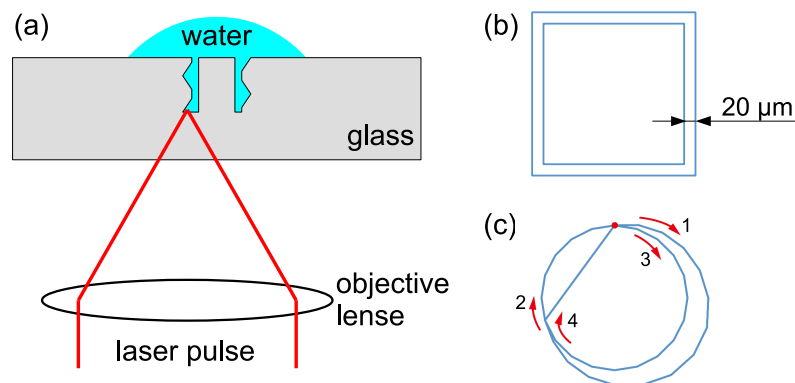 (a)
water
glass
objective
lense
laser pulse
(b)
20 µm
(c)
1
3
2
4